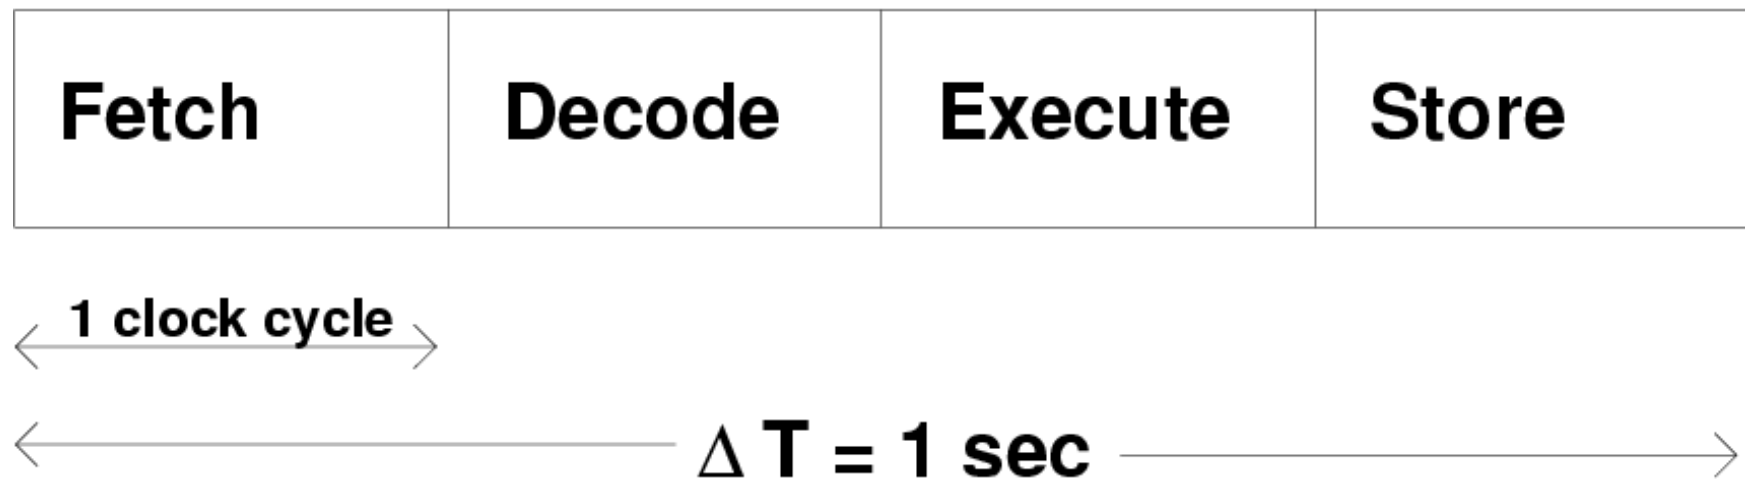 Fetch Decode Execute Store
1 clock cycle
Δ T = 1 sec